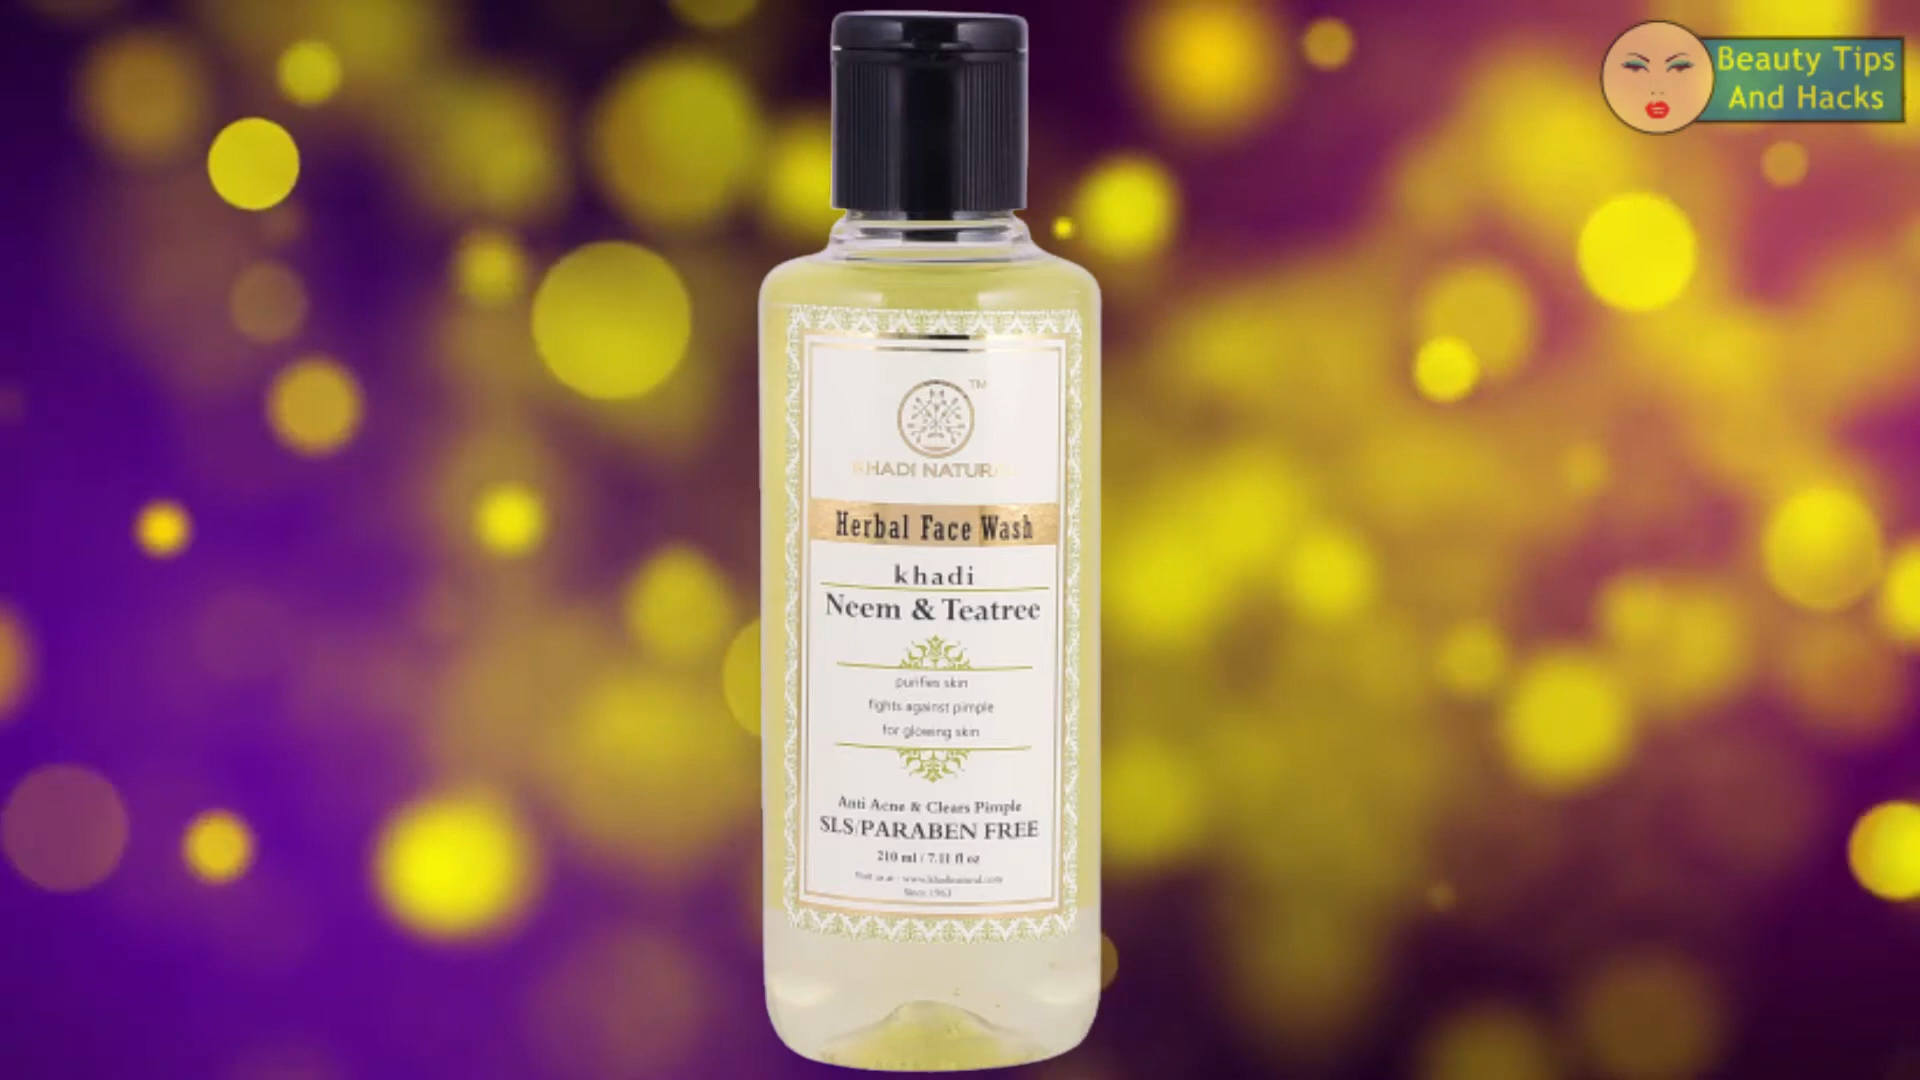 Beauty Tips
And Hacks
TM
KHADI NATURAL
Herbal Face Wash
khadi
Neem & Teatree
purifies skin
fights against pimple
for glowing skin
Anti Acne & Clears Pimple
SLS/PARABEN FREE
210 ml / 7.11 fl oz